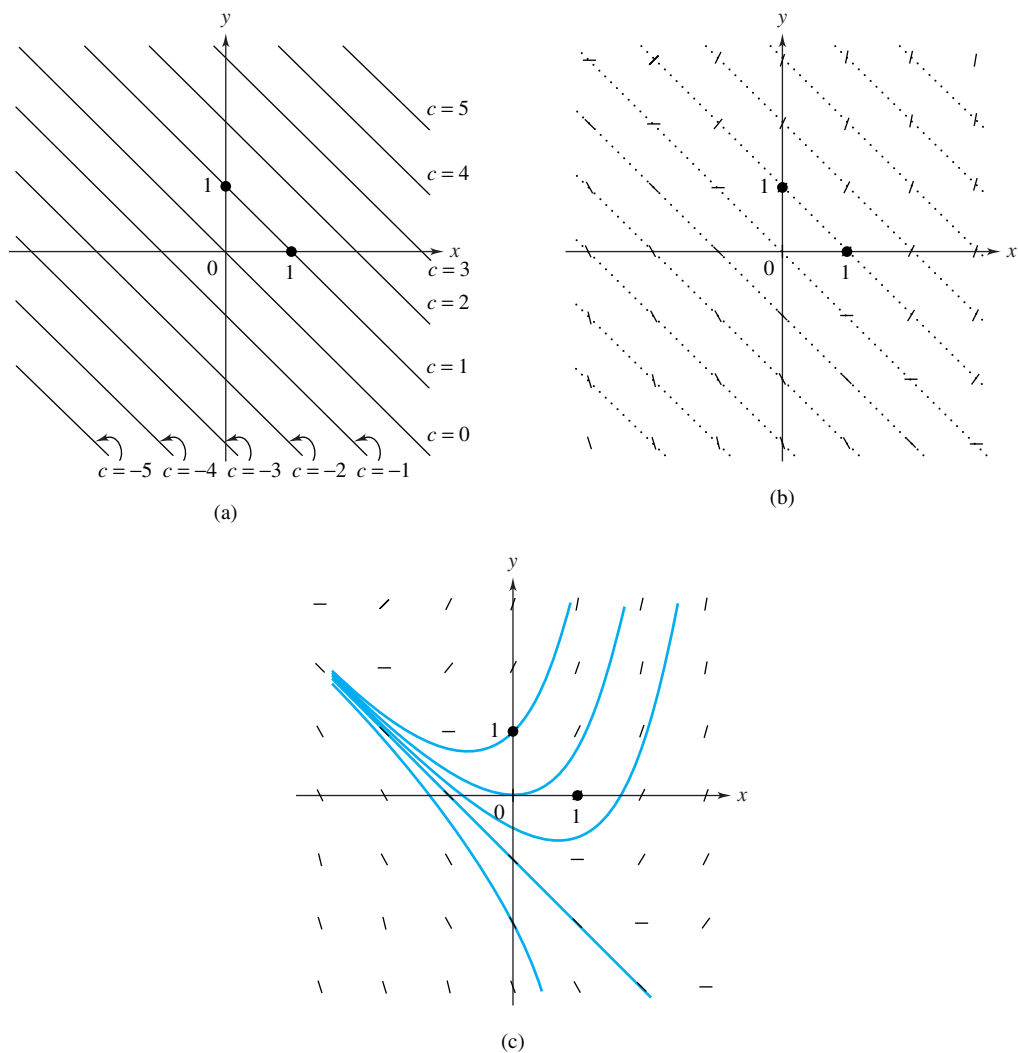 y
c = 5
c = 4
1
x
0
1
c = 3
c = 2
c = 1
c = 0
c = −5 c = −4 c = −3 c = −2 c = −1
(a)
y
1
x
0
1
(b)
y
1
x
0
1
(c)